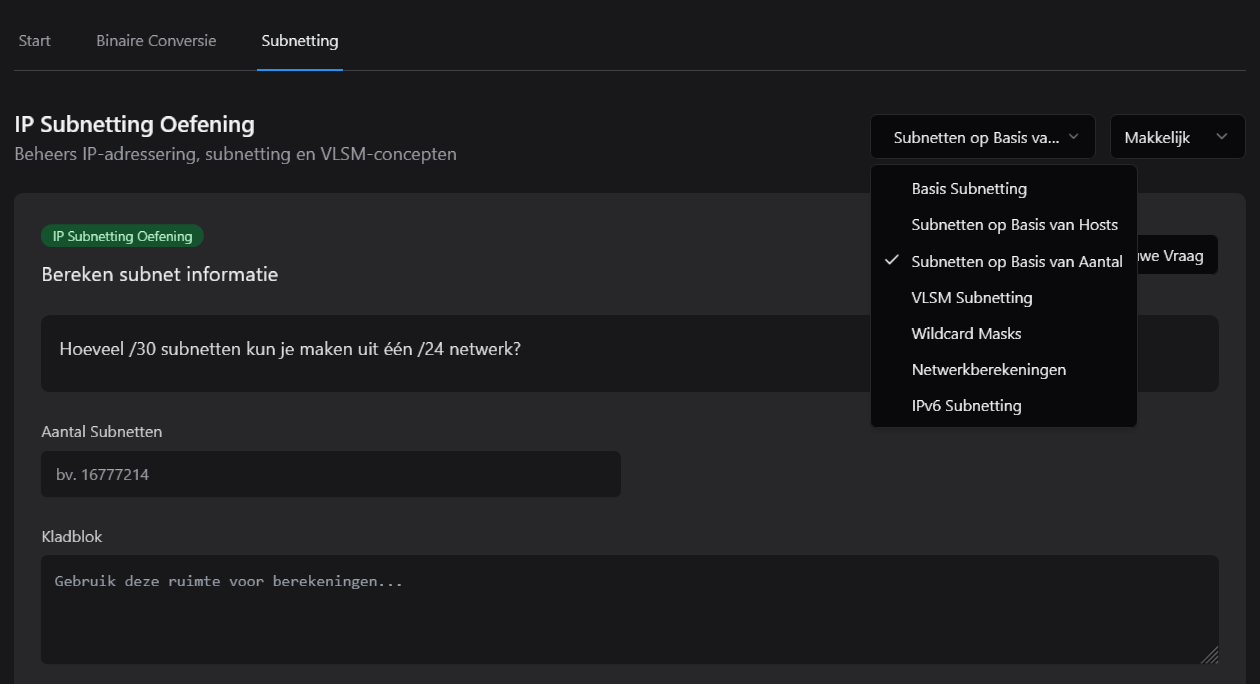 Start
Binaire Conversie
Subnetting
IP Subnetting Oefening
Beheers IP-adressering, subnetting en VLSM-concepten
Subnetten op Basis va...
Makkelijk
Basis Subnetting
Subnetten op Basis van Hosts
Subnetten op Basis van Aantal
VLSM Subnetting
Wildcard Masks
Netwerkberekeningen
IPv6 Subnetting
IP Subnetting Oefening
Bereken subnet informatie
Vraag
Hoeveel /30 subnetten kun je maken uit één /24 netwerk?
Aantal Subnetten
bv. 16777214
Kladblok
Gebruik deze ruimte voor berekeningen...